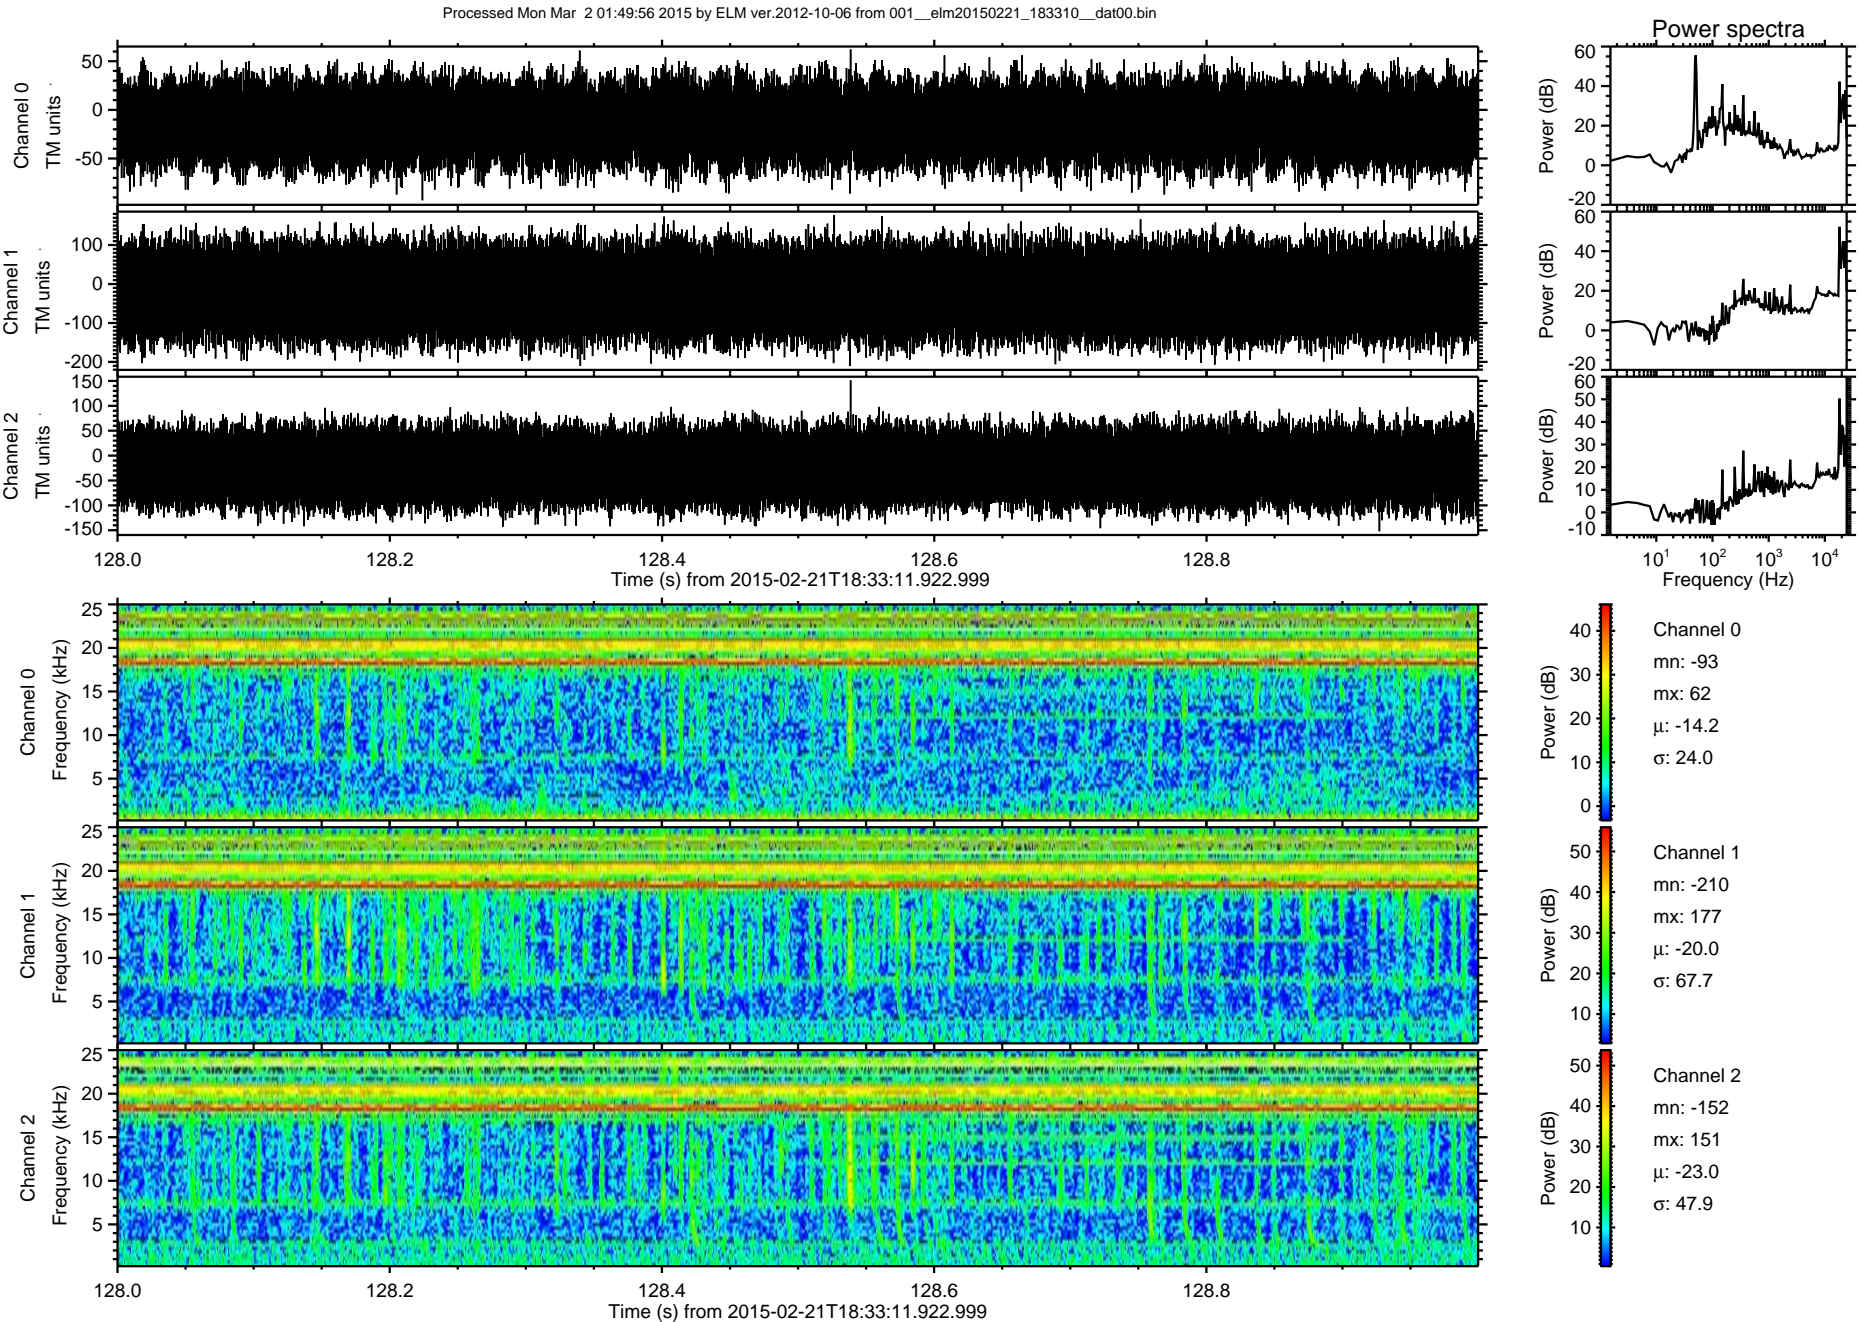 Processed Mon Mar 2 01:49:56 2015 by ELM ver.2012-10-06 from 001__elm20150221_183310__dat00.bin
Power spectra
Channel 0
TM units
50
0
-50
Power (dB)
60
40
20
0
-20
Channel 1
TM units
100
0
-100
-200
Power (dB)
60
40
20
0
-20
Channel 2
TM units
150
100
50
0
-50
-100
-150
Power (dB)
60
50
40
30
20
10
0
-10
128.0 128.2 128.4 128.6 128.8
Time (s) from 2015-02-21T18:33:11.922.999
10¹ 10² 10³ 10⁴
Frequency (Hz)
Channel 0
Frequency (kHz)
25
20
15
10
5
Power (dB)
40
30
20
10
0
Channel 0
mn: -93
mx: 62
μ: -14.2
σ: 24.0
Channel 1
Frequency (kHz)
25
20
15
10
5
Power (dB)
50
40
30
20
10
Channel 1
mn: -210
mx: 177
μ: -20.0
σ: 67.7
Channel 2
Frequency (kHz)
25
20
15
10
5
Power (dB)
50
40
30
20
10
Channel 2
mn: -152
mx: 151
μ: -23.0
σ: 47.9
128.0 128.2 128.4 128.6 128.8
Time (s) from 2015-02-21T18:33:11.922.999